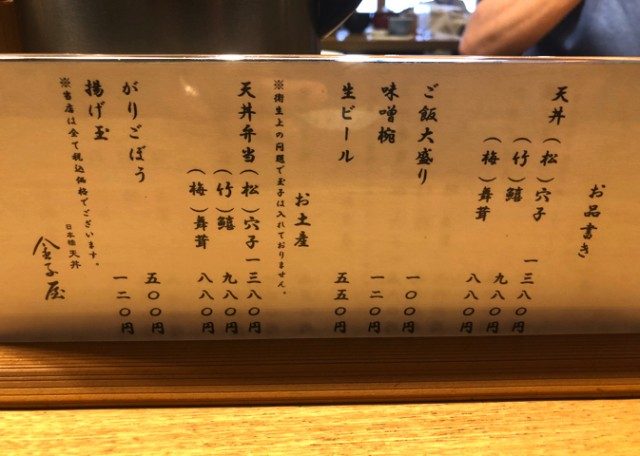 お品書き
天丼（松）穴子 一三八〇円
（竹）鱚 九八〇円
（梅）舞茸 八八〇円
ご飯大盛り 一〇〇円
味噌椀 一二〇円
生ビール 五五〇円
お土産
※衛生上の問題で玉子は入れておりません。
天丼弁当（松）穴子 一三八〇円
（竹）鱚 九八〇円
（梅）舞茸 八八〇円
がりごぼう 五〇〇円
揚げ玉 一二〇円
※当店は全て税込価格でございます。
日本橋 天丼
金子屋